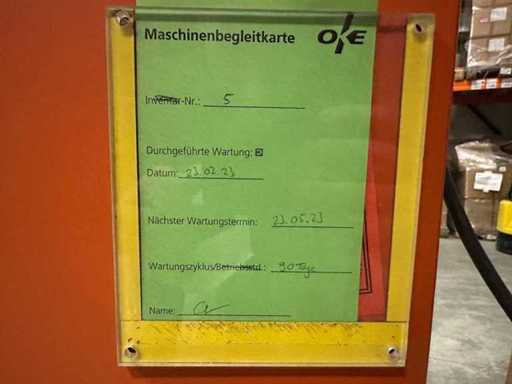 Maschinenbegleitkarte OKE
Inventar-Nr.: 5
Durchgeführte Wartung:
Datum: 23.02.23
Nächster Wartungstermin: 23.05.23
Wartungszyklus/Betriebsstd.: 90 Tage
Name: